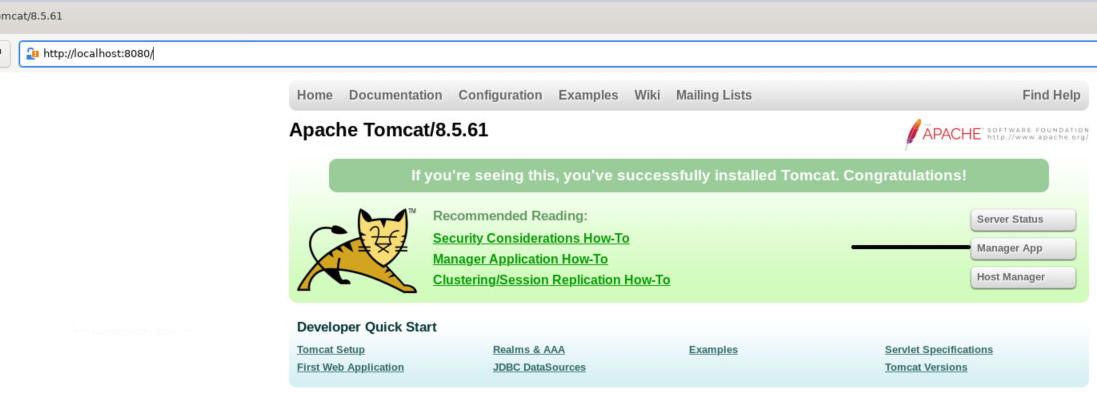 omcat/8.5.61
http://localhost:8080/
Home Documentation Configuration Examples Wiki Mailing Lists Find Help
Apache Tomcat/8.5.61
THE APACHE SOFTWARE FOUNDATION
http://www.apache.org/
If you're seeing this, you've successfully installed Tomcat. Congratulations!
TM
Recommended Reading:
Security Considerations How-To
Manager Application How-To
Clustering/Session Replication How-To
Server Status
Manager App
Host Manager
Developer Quick Start
Tomcat Setup Realms & AAA Examples Servlet Specifications
First Web Application JDBC DataSources Tomcat Versions